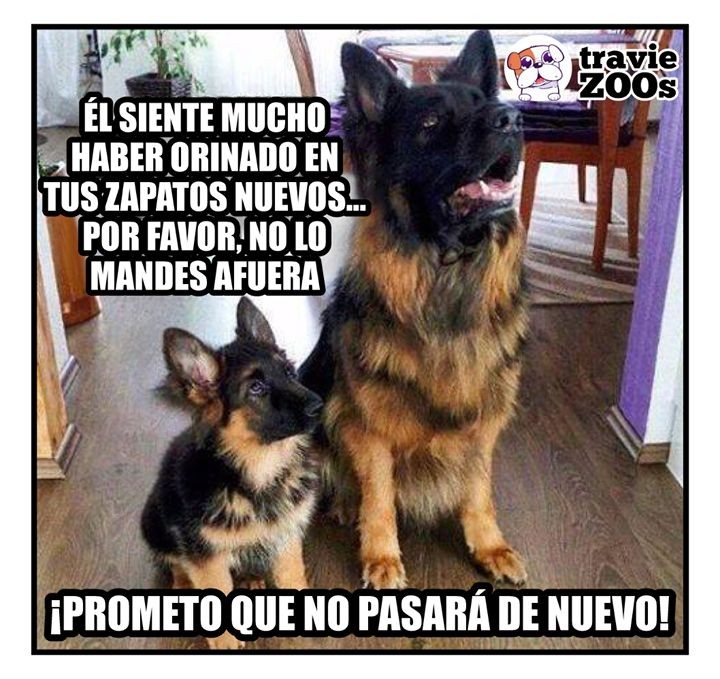 travie
ZOOs
ÉL SIENTE MUCHO
HABER ORINADO EN
TUS ZAPATOS NUEVOS...
POR FAVOR, NO LO
MANDES AFUERA
¡PROMETO QUE NO PASARÁ DE NUEVO!